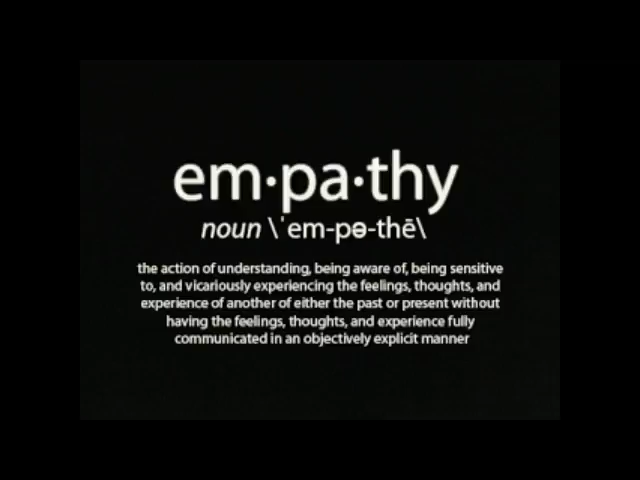 em·pa·thy
noun \ˈem-pə-thē\
the action of understanding, being aware of, being sensitive
to, and vicariously experiencing the feelings, thoughts, and
experience of another of either the past or present without
having the feelings, thoughts, and experience fully
communicated in an objectively explicit manner